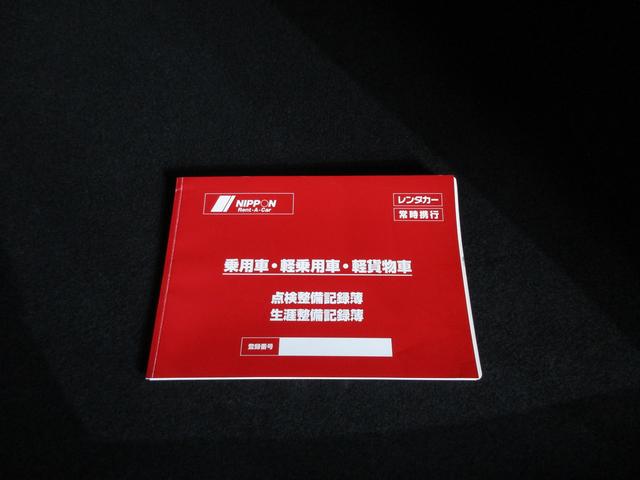 NIPPON
Rent-A-Car
レンタカー
常時携行
乗用車・軽乗用車・軽貨物車
点検整備記録簿
生涯整備記録簿
登録番号